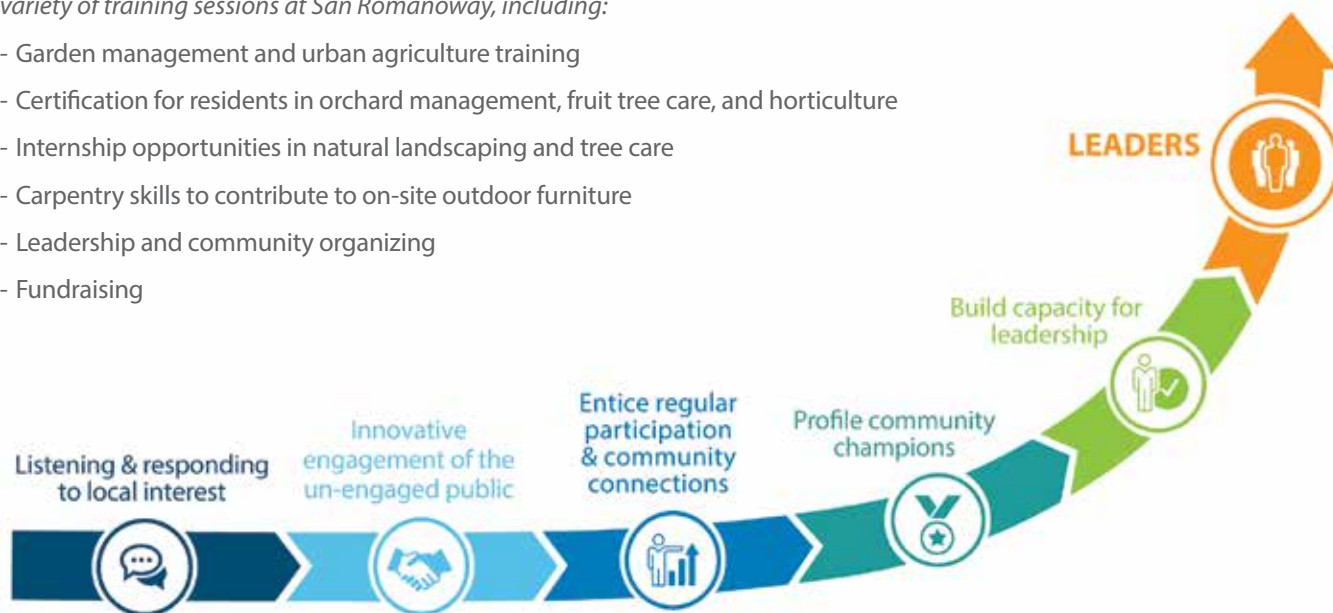 variety of training sessions at San Romanoway, including:
- Garden management and urban agriculture training
- Certification for residents in orchard management, fruit tree care, and horticulture
- Internship opportunities in natural landscaping and tree care
- Carpentry skills to contribute to on-site outdoor furniture
- Leadership and community organizing
- Fundraising
LEADERS
Build capacity for
leadership
Profile community
champions
Entice regular
participation
& community
connections
Innovative
engagement of the
un-engaged public
Listening & responding
to local interest